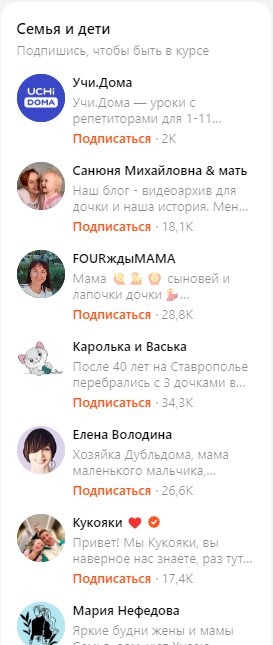 Семья и дети
Подпишись, чтобы быть в курсе
UCHi
DOMA
Учи.Дома
Учи.Дома — уроки с
репетиторами для 1-11...
Подписаться · 2K
Санюня Михайловна & мать
Наш блог - видеоархив для
дочки и наша история. Мен...
Подписаться · 18,1K
FOURждыМАМА
Мама сыновей и
лапочки дочки ...
Подписаться · 28,8K
Каролька и Васька
После 40 лет на Ставрополье
перебрались с 3 дочками в...
Подписаться · 34,3K
Елена Володина
Хозяйка Дубльдома, мама
маленького мальчика,...
Подписаться · 26,6K
Кукояки ❤️
Привет! Мы Кукояки, вы
наверное нас знаете, раз тут...
Подписаться · 17,4K
Мария Нефедова
Яркие будни жены и мамы